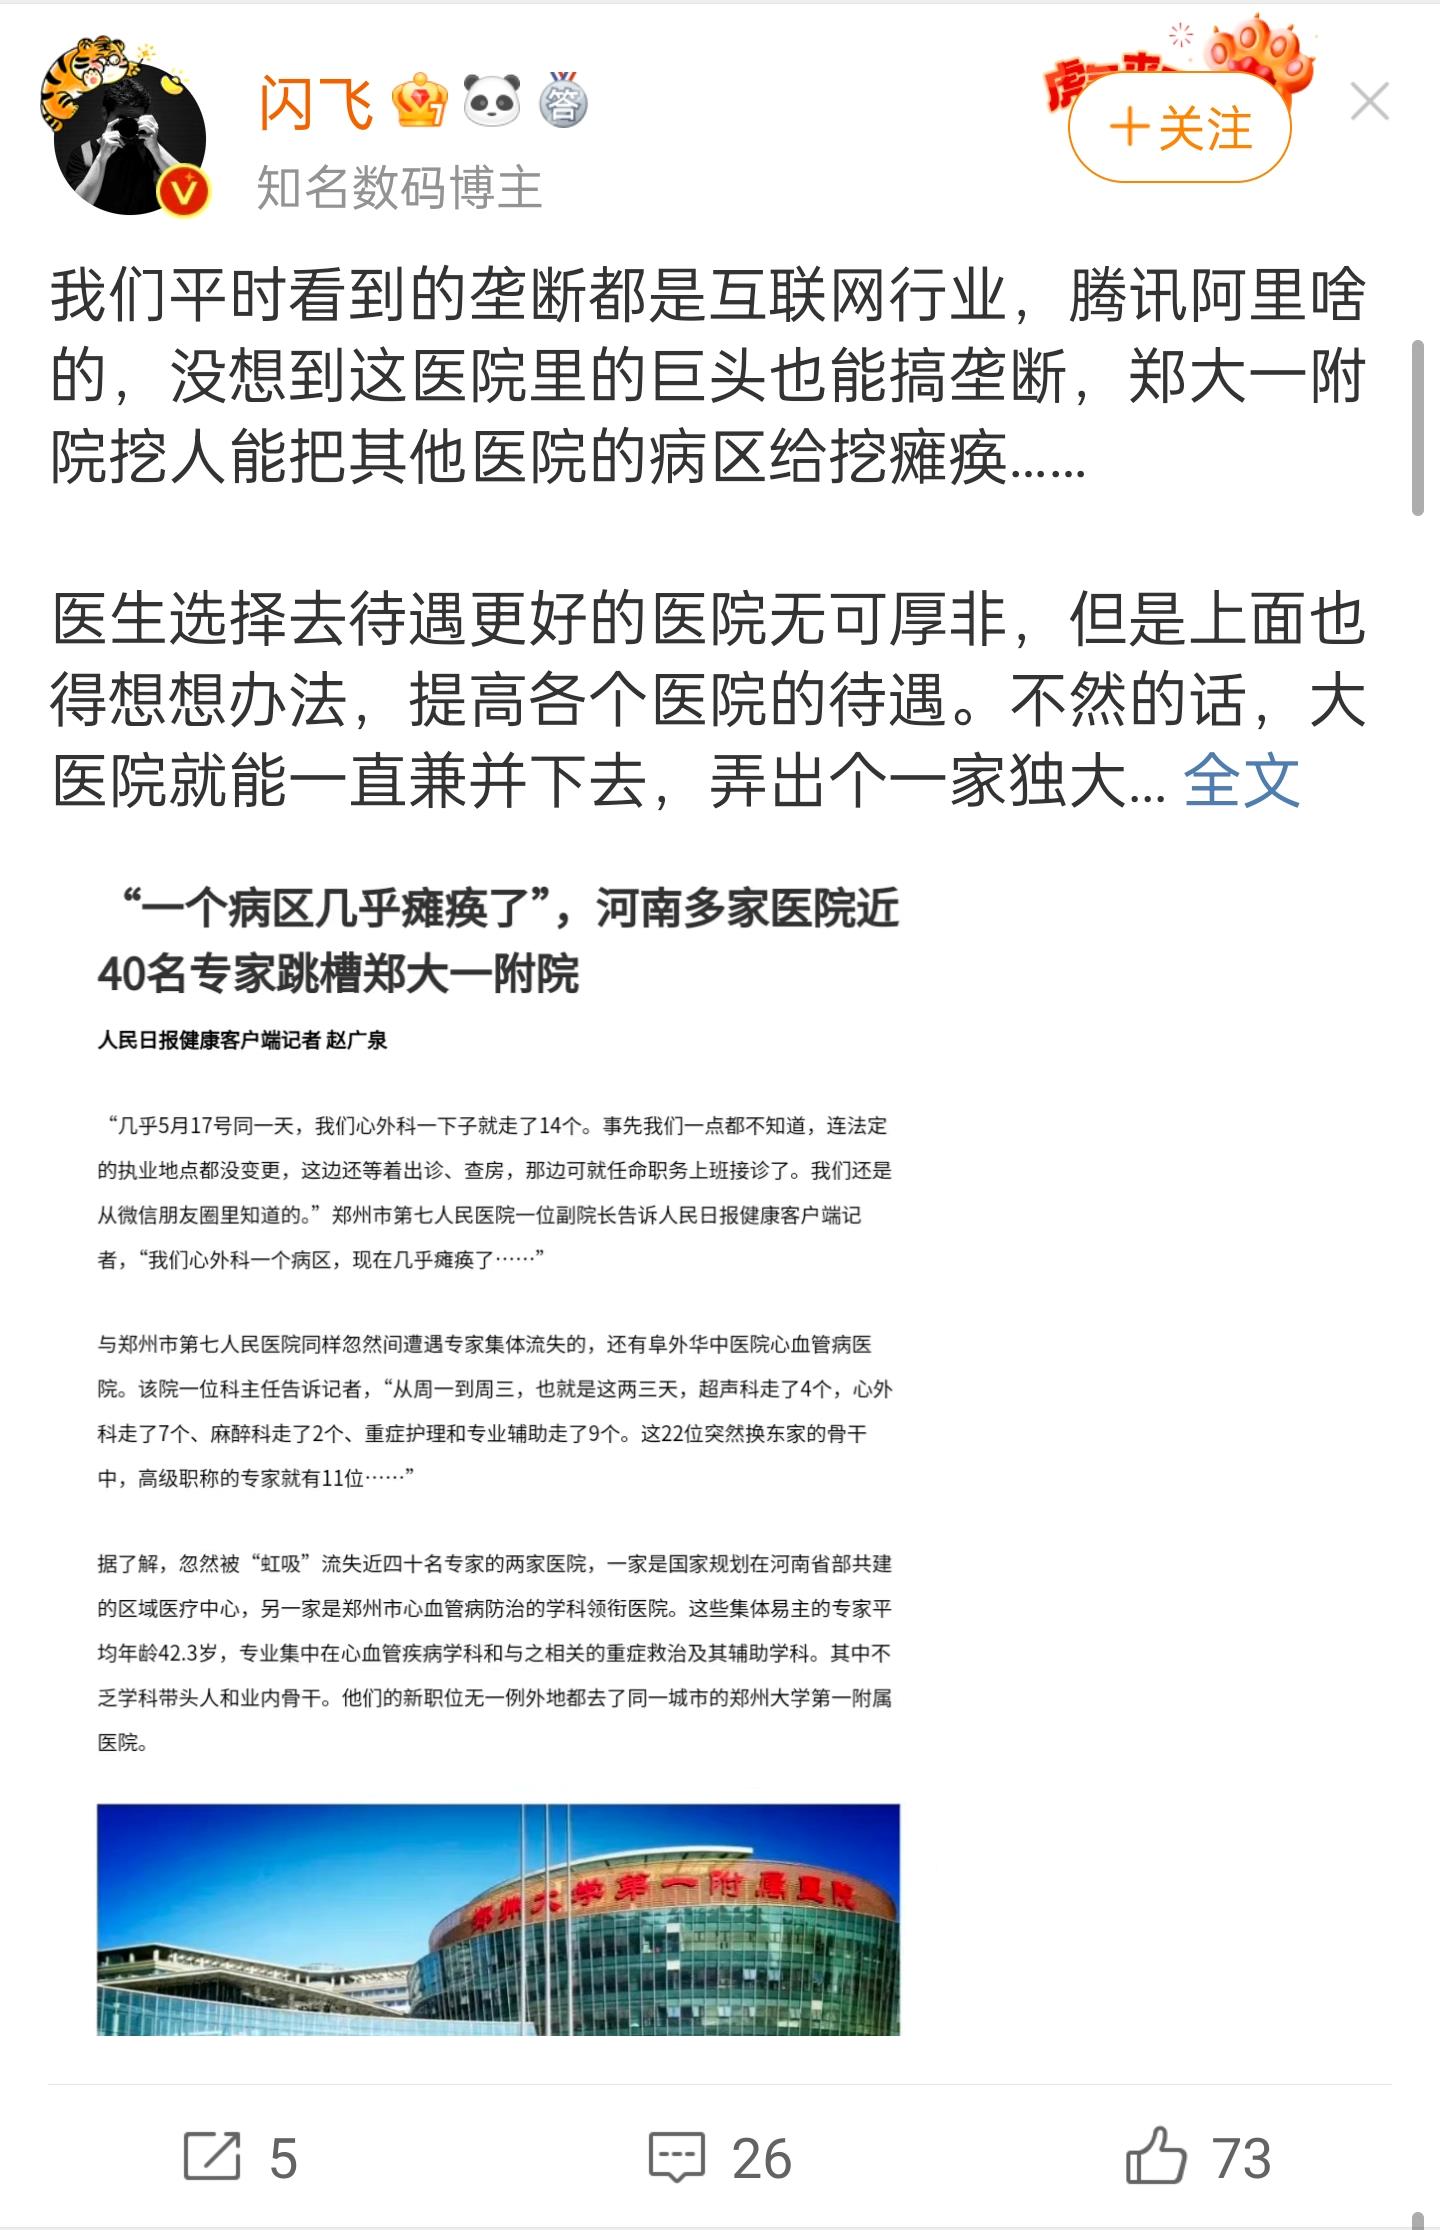 闪飞
知名数码博主
+关注
我们平时看到的垄断都是互联网行业，腾讯阿里啥
的，没想到这医院里的巨头也能搞垄断，郑大一附
院挖人能把其他医院的病区给挖瘫痪......
医生选择去待遇更好的医院无可厚非，但是上面也
得想想办法，提高各个医院的待遇。不然的话，大
医院就能一直兼并下去，弄出个一家独大... 全文
“一个病区几乎瘫痪了”，河南多家医院近
40名专家跳槽郑大一附院
人民日报健康客户端记者 赵广泉
“几乎5月17号同一天，我们心外科一下子就走了14个。事先我们一点都不知道，连法定
的执业地点都没变更，这边还等着出诊、查房，那边可就任命职务上班接诊了。我们还是
从微信朋友圈里知道的。”郑州市第七人民医院一位副院长告诉人民日报健康客户端记
者，“我们心外科一个病区，现在几乎瘫痪了……”
与郑州市第七人民医院同样忽然间遭遇专家集体流失的，还有阜外华中医院心血管病医
院。该院一位科主任告诉记者，“从周一到周三，也就是这两三天，超声科走了4个，心外
科走了7个、麻醉科走了2个、重症护理和专业辅助走了9个。这22位突然换东家的骨干
中，高级职称的专家就有11位……”
据了解，忽然被“虹吸”流失近四十名专家的两家医院，一家是国家规划在河南省部共建
的区域医疗中心，另一家是郑州市心血管病防治的学科领衔医院。这些集体易主的专家平
均年龄42.3岁，专业集中在心血管疾病学科和与之相关的重症救治及其辅助学科。其中不
乏学科带头人和业内骨干。他们的新职位无一例外地都去了同一城市的郑州大学第一附属
医院。
郑州大学第一附属医院
5
26
73